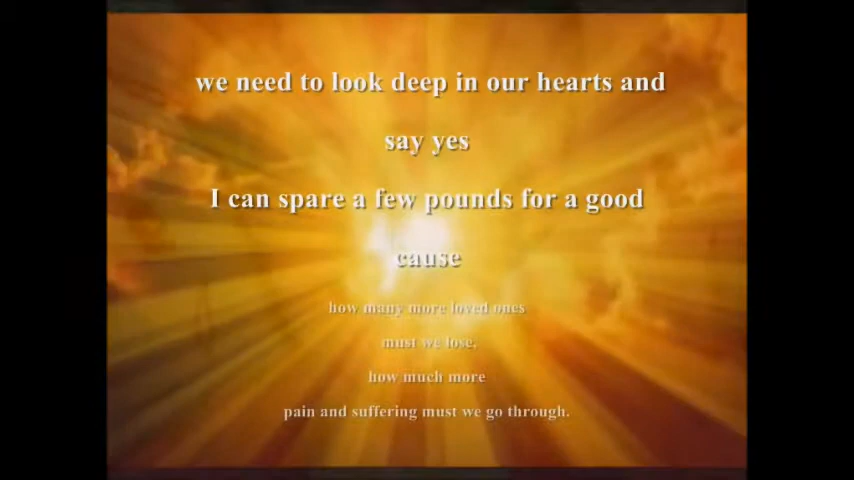 we need to look deep in our hearts and
say yes
I can spare a few pounds for a good
cause
how many more loved ones
must we lose,
how much more
pain and suffering must we go through.